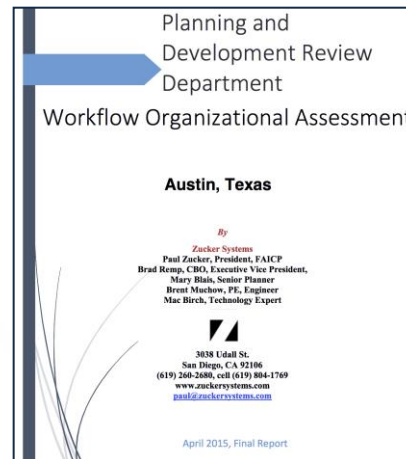 Planning and
Development Review
Department
Workflow Organizational Assessment
Austin, Texas
By
Zucker Systems
Paul Zucker, President, FAICP
Brad Remp, CBO, Executive Vice President,
Mary Blais, Senior Planner
Brent Muchow, PE, Engineer
Mac Birch, Technology Expert
3038 Udall St.
San Diego, CA 92106
(619) 260-2680, cell (619) 804-1769
www.zuckersystems.com
paul@zuckersystems.com
April 2015, Final Report